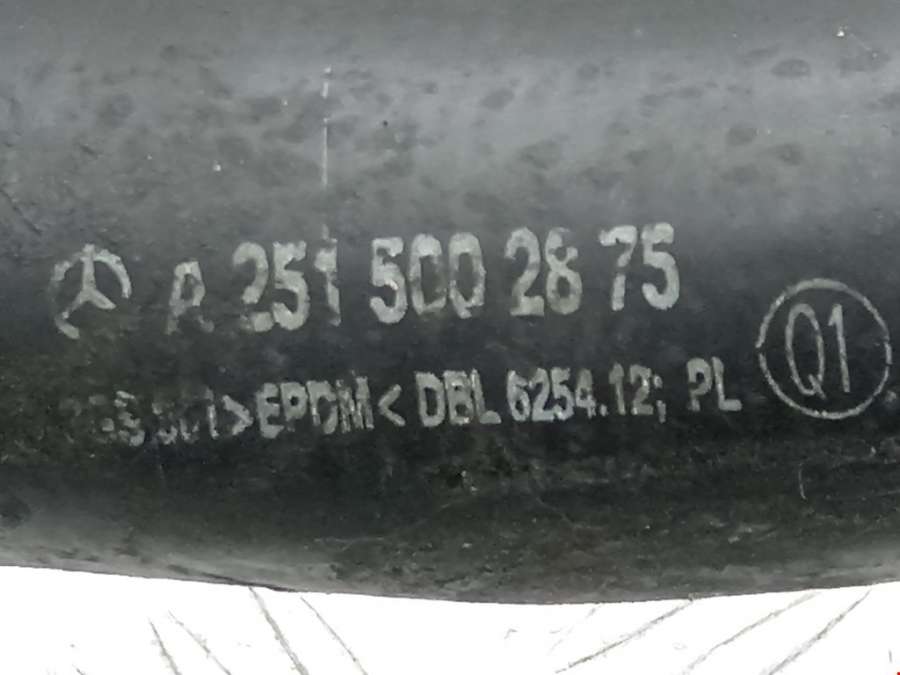 A 251 500 28 75
>EPDM< DBL 6254.12; PL
Q1